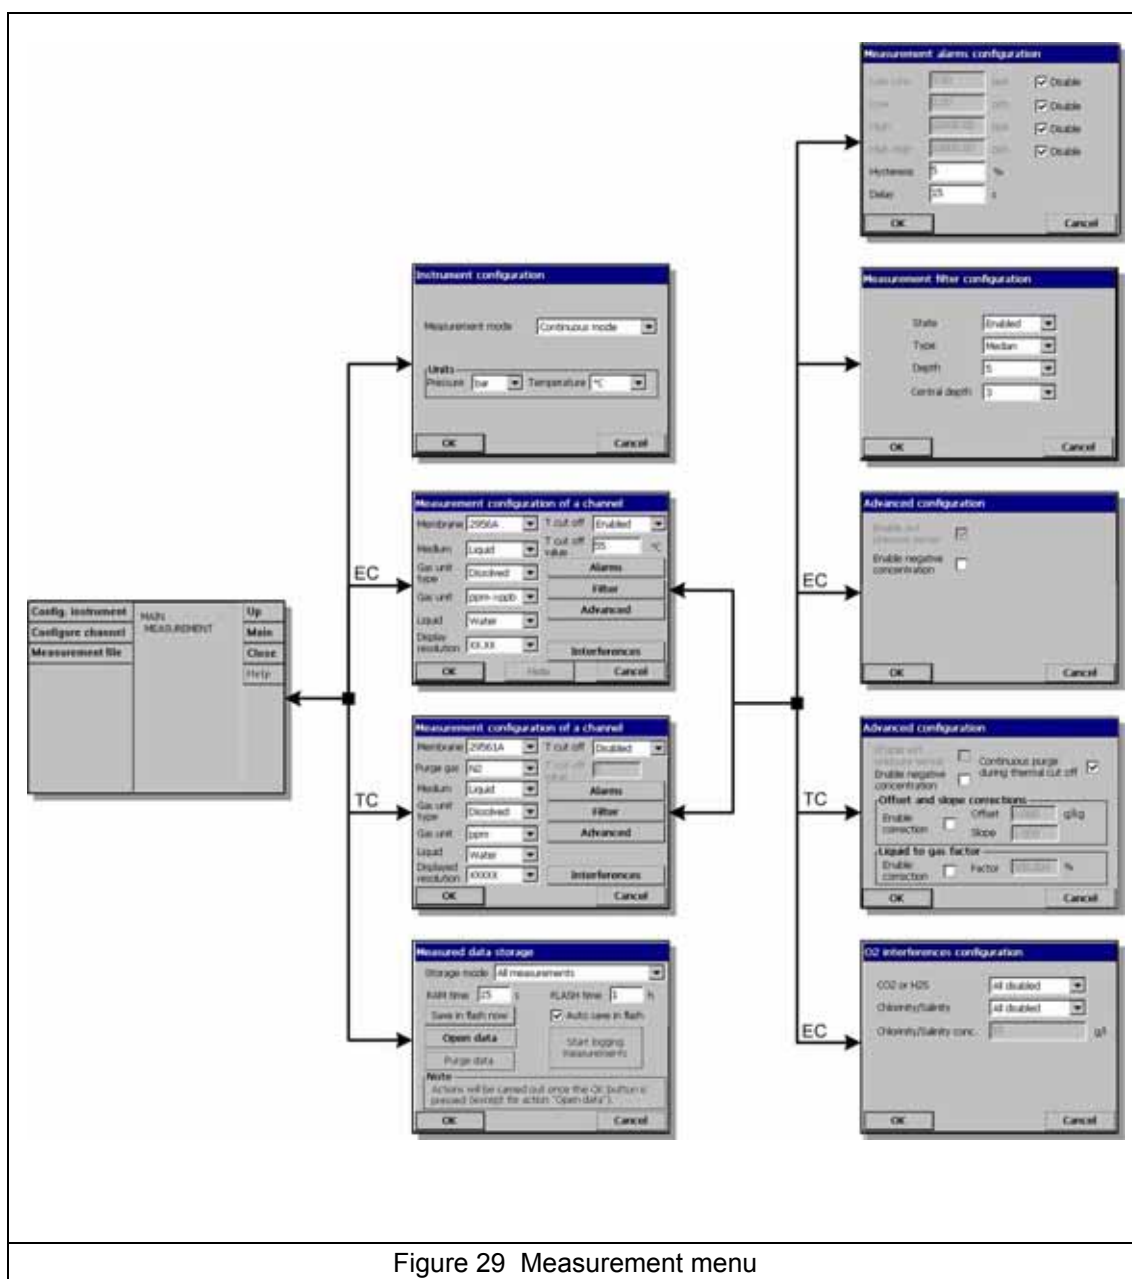 Measurement alarms configuration
Disable
Disable
High Disable
High high Disable
Hysteresis 5 %
Delay 15 s
OK Cancel
Instrument configuration
Measurement mode Continuous mode
Units
Pressure bar Temperature °C
OK Cancel
Measurement filter configuration
State Enabled
Type Median
Depth 5
Central depth 3
OK Cancel
EC
Measurement configuration of a channel
Membrane 2956A T cut off Enabled
Medium Liquid T cut off value 55 °C
Gas unit type Dissolved Alarms
Gas unit ppm->ppb Filter
Liquid Water Advanced
Display resolution XX.XX Interferences
OK Help Cancel
EC
Advanced configuration
Enable negative concentration
OK Cancel
Config. instrument
Configure channel
Measurement file
MAIN
MEASUREMENT
Up
Main
Close
Help
TC
Measurement configuration of a channel
Membrane 29561A T cut off Disabled
Purge gas N2 T cut off value
Medium Liquid Alarms
Gas unit type Dissolved Filter
Gas unit ppm Advanced
Liquid Water
Displayed resolution XXXXX Interferences
OK Cancel
TC
Advanced configuration
Continuous purge during thermal cut off
Enable negative concentration
Offset and slope corrections
Enable correction Offset g/kg
Slope
Liquid to gas factor
Enable correction Factor %
OK Cancel
Measured data storage
Storage mode All measurements
RAM time 15 s FLASH time 1 h
Save in flash now Auto save in flash
Open data Start logging measurements
Purge data
Note
Actions will be carried out once the OK button is
pressed (except for action "Open data").
OK Cancel
EC
O2 interferences configuration
CO2 or H2S All disabled
Chlorinity/Salinity All disabled
Chlorinity/Salinity conc. g/l
OK Cancel
Figure 29 Measurement menu